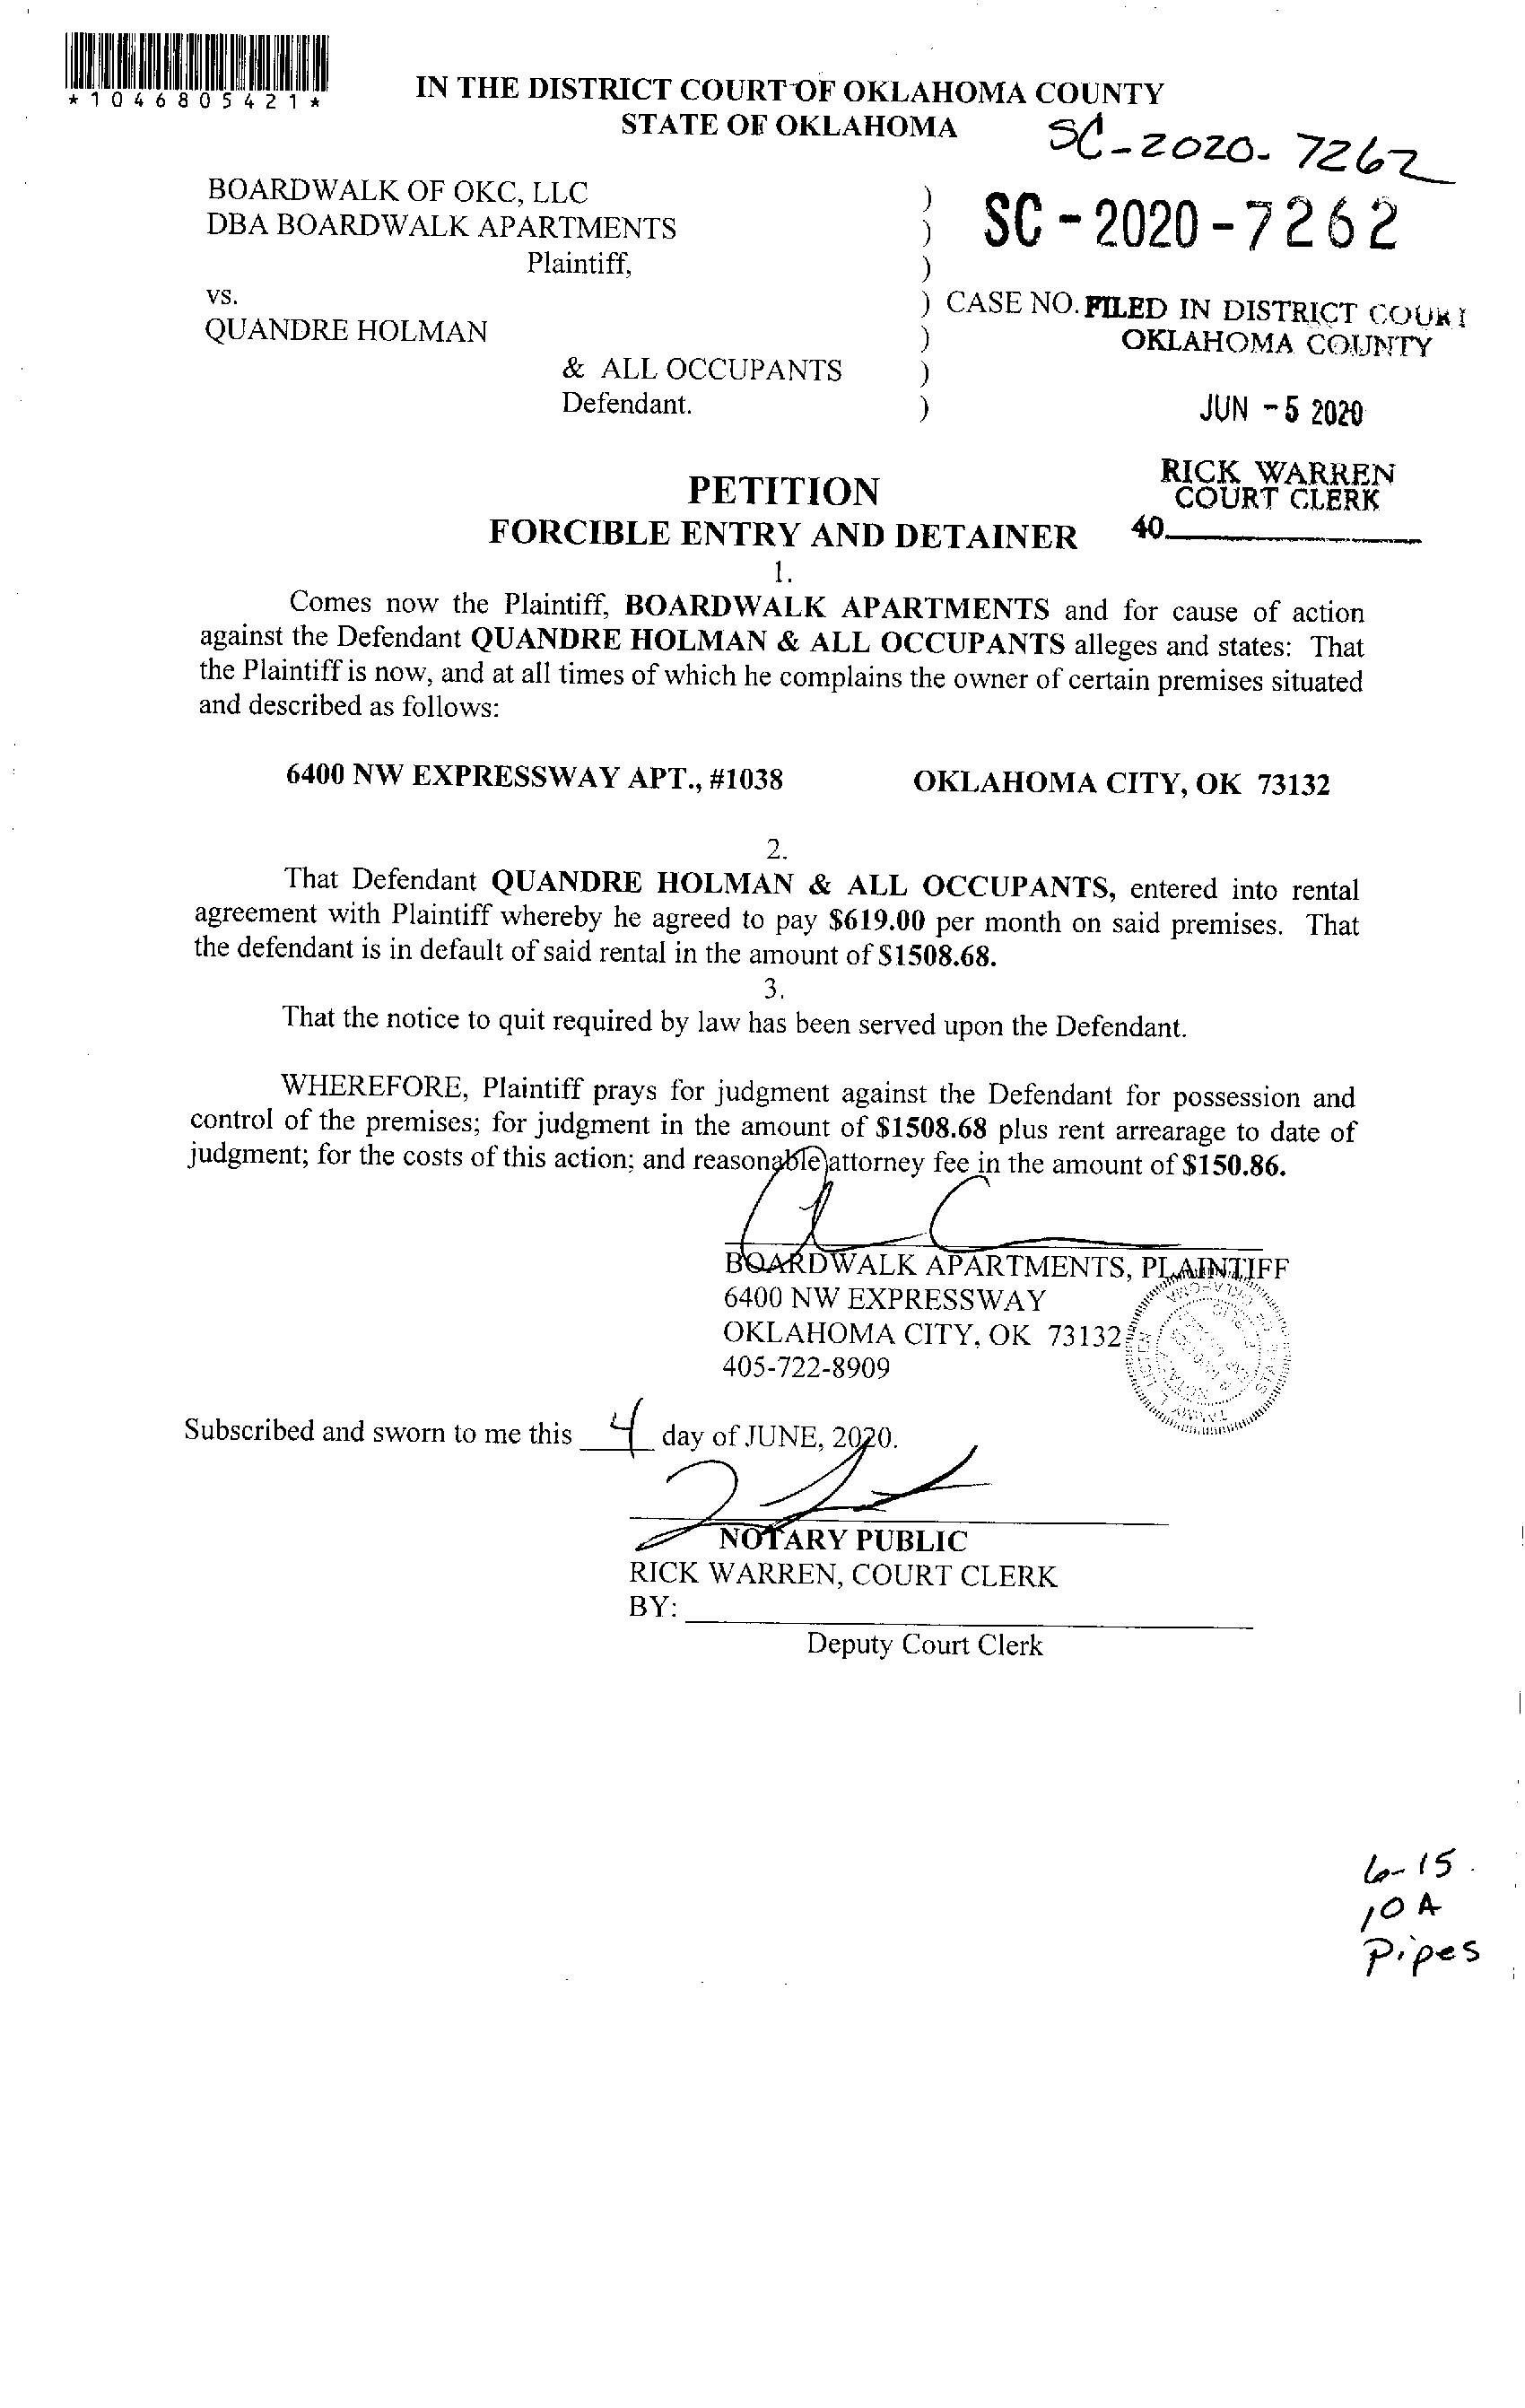 *1046805421*
IN THE DISTRICT COURT OF OKLAHOMA COUNTY
STATE OF OKLAHOMA
SC-2020-7262
BOARDWALK OF OKC, LLC )
DBA BOARDWALK APARTMENTS ) SC-2020-7262
Plaintiff, )
vs. ) CASE NO. FILED IN DISTRICT COURT
QUANDRE HOLMAN ) OKLAHOMA COUNTY
& ALL OCCUPANTS )
Defendant. ) JUN -5 2020
RICK WARREN
COURT CLERK
40
PETITION
FORCIBLE ENTRY AND DETAINER
1.
Comes now the Plaintiff, BOARDWALK APARTMENTS and for cause of action
against the Defendant QUANDRE HOLMAN & ALL OCCUPANTS alleges and states: That
the Plaintiff is now, and at all times of which he complains the owner of certain premises situated
and described as follows:
6400 NW EXPRESSWAY APT., #1038 OKLAHOMA CITY, OK 73132
2.
That Defendant QUANDRE HOLMAN & ALL OCCUPANTS, entered into rental
agreement with Plaintiff whereby he agreed to pay $619.00 per month on said premises. That
the defendant is in default of said rental in the amount of $1508.68.
3.
That the notice to quit required by law has been served upon the Defendant.
WHEREFORE, Plaintiff prays for judgment against the Defendant for possession and
control of the premises; for judgment in the amount of $1508.68 plus rent arrearage to date of
judgment; for the costs of this action; and reasonable attorney fee in the amount of $150.86.
BOARDWALK APARTMENTS, PLAINTIFF
6400 NW EXPRESSWAY
OKLAHOMA CITY, OK 73132
405-722-8909
Subscribed and sworn to me this 4 day of JUNE, 2020.
NOTARY PUBLIC
RICK WARREN, COURT CLERK
BY:
Deputy Court Clerk
6-15
10A
Pipes